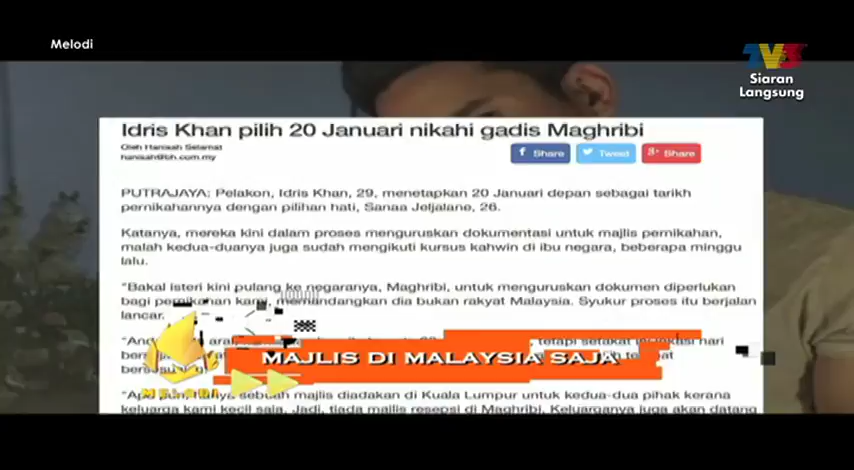 Melodi
TV3
Siaran
Langsung
Idris Khan pilih 20 Januari nikahi gadis Maghribi
Oleh Hanisah Selamat
hanisah@bh.com.my
f Share
Tweet
g+ Share
PUTRAJAYA: Pelakon, Idris Khan, 29, menetapkan 20 Januari depan sebagai tarikh
pernikahannya dengan pilihan hati, Sanaa Jeljalane, 26.
Katanya, mereka kini dalam proses menguruskan dokumentasi untuk majlis pernikahan,
malah kedua-duanya juga sudah mengikuti kursus kahwin di ibu negara, beberapa minggu
lalu.
"Bakal isteri kini pulang ke negaranya, Maghribi, untuk menguruskan dokumen diperlukan
bagi pernikahan kami, memandangkan dia bukan rakyat Malaysia. Syukur proses itu berjalan
lancar.
tetapi setakat ini
hari
MAJLIS DI MALAYSIA SAJA
sebuah majlis diadakan di Kuala Lumpur untuk kedua-dua pihak kerana
keluarga kami kecil saja. Jadi, tiada majlis resepsi di Maghribi. Keluarganya juga akan datang